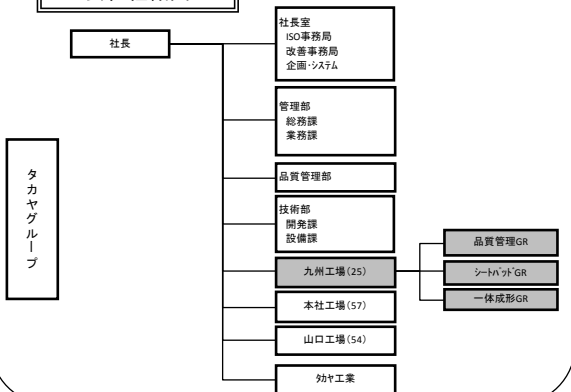 社長
社長室
ISO事務局
改善事務局
企画・システム
管理部
総務課
業務課
品質管理部
技術部
開発課
設備課
九州工場(25)
本社工場(57)
山口工場(54)
タカヤ工業
品質管理GR
シートパッドGR
一体成形GR
タカヤグループ